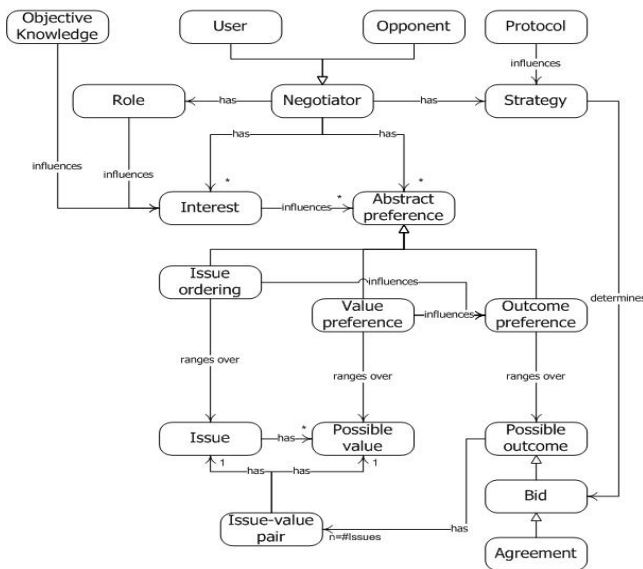 Objective
Knowledge
User
Opponent
Protocol
influences
Role
has
Negotiator
has
Strategy
has
has
influences
influences
*
*
*
Interest
influences
Abstract
preference
Issue
ordering
influences
determines
Value
preference
influences
Outcome
preference
ranges over
ranges over
ranges over
Issue
has
*
Possible
value
Possible
outcome
1
has
has
1
Bid
Issue-value
pair
has
n=#Issues
Agreement